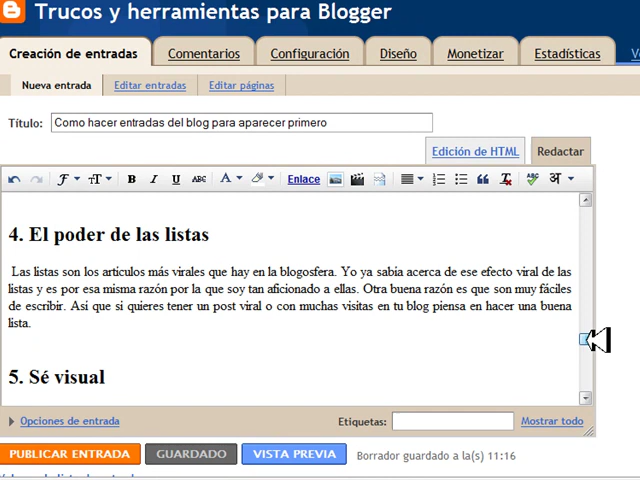 Trucos y herramientas para Blogger
Creación de entradas Comentarios Configuración Diseño Monetizar Estadísticas
Nueva entrada Editar entradas Editar páginas
Título: Como hacer entradas del blog para aparecer primero
Edición de HTML Redactar
B I U ABC A Enlace अ ABC
4. El poder de las listas
Las listas son los artículos más virales que hay en la blogosfera. Yo ya sabia acerca de ese efecto viral de las
listas y es por esa misma razón por la que soy tan aficionado a ellas. Otra buena razón es que son muy fáciles
de escribir. Así que si quieres tener un post viral o con muchas visitas en tu blog piensa en hacer una buena
lista.
5. Sé visual
Opciones de entrada Etiquetas: Mostrar todo
PUBLICAR ENTRADA GUARDADO VISTA PREVIA Borrador guardado a la(s) 11:16